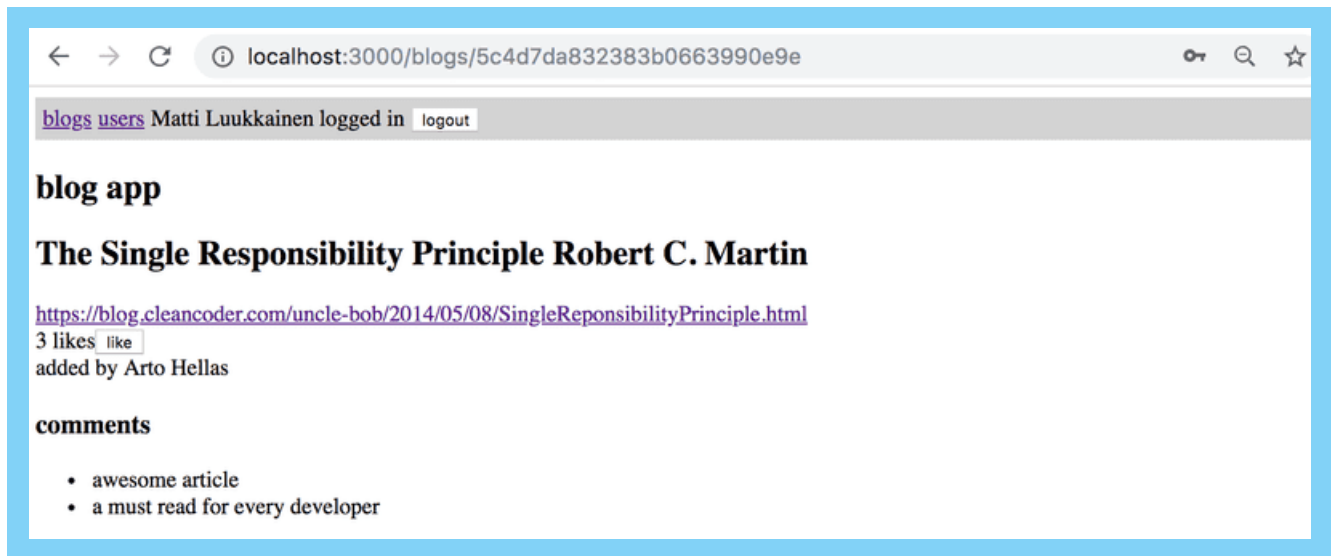 localhost:3000/blogs/5c4d7da832383b0663990e9e
blogs users Matti Luukkainen logged in logout
blog app
The Single Responsibility Principle Robert C. Martin
https://blog.cleancoder.com/uncle-bob/2014/05/08/SingleReponsibilityPrinciple.html
3 likes like
added by Arto Hellas
comments
• awesome article
• a must read for every developer